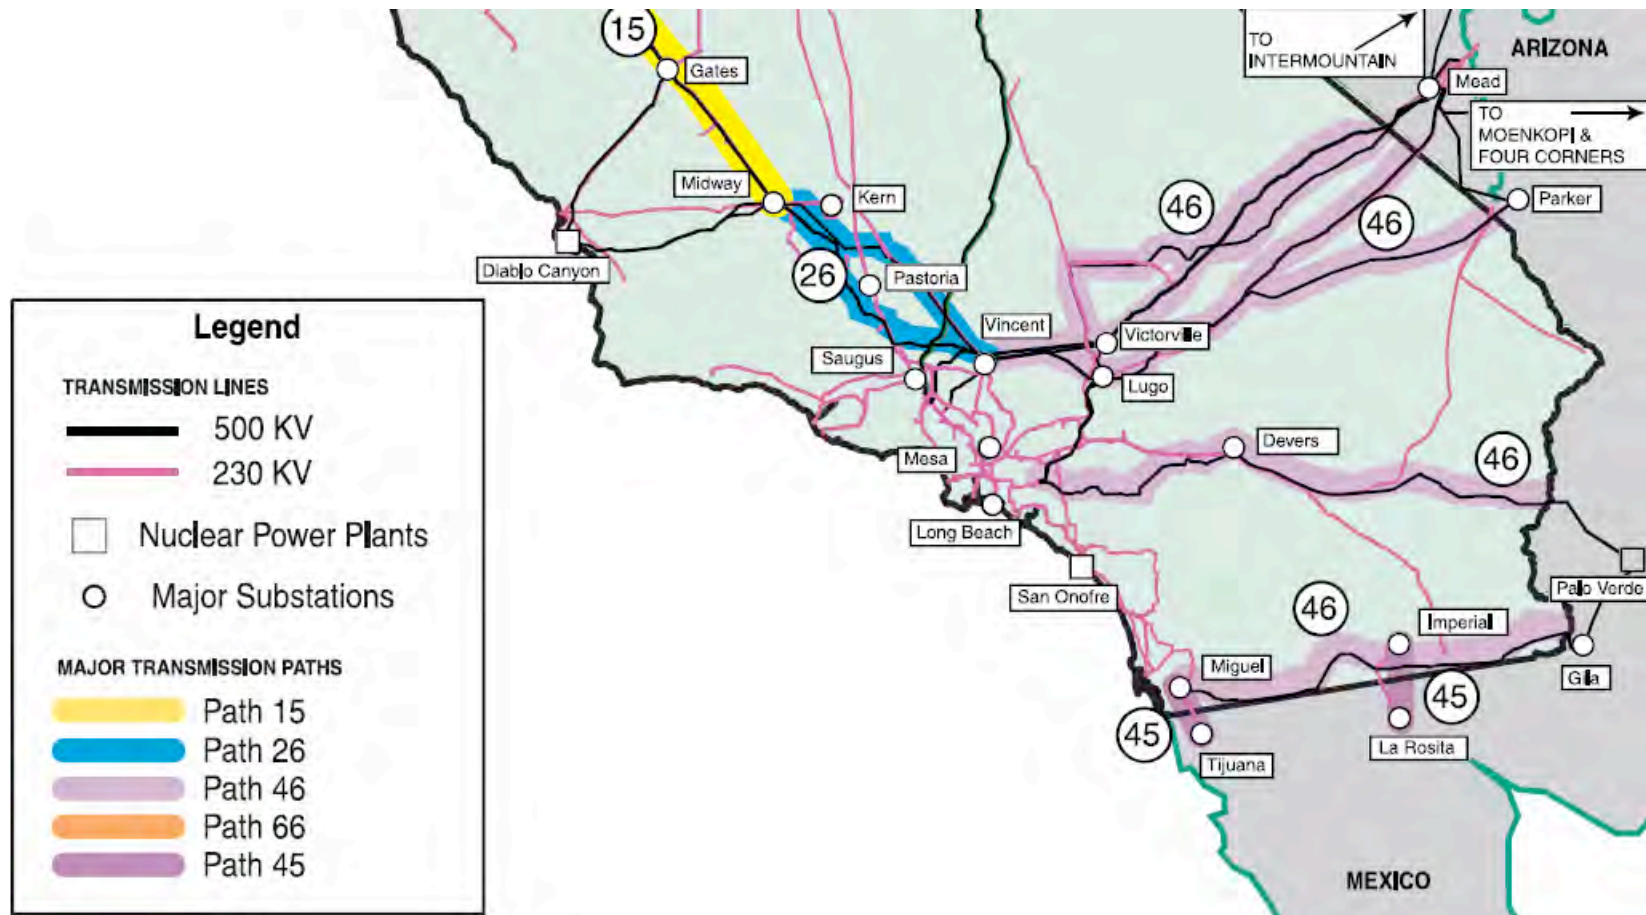 15
Gates
TO
INTERMOUNTAIN
ARIZONA
Mead
TO
MOENKOPI &
FOUR CORNERS
Midway
Kern
46
46
Parker
Diablo Canyon
26
Pastoria
Vincent
Victorville
Saugus
Lugo
Devers
Mesa
46
Long Beach
San Onofre
Palo Verde
46
Imperial
Miguel
Gila
45
45
La Rosita
Tijuana
MEXICO
Legend
TRANSMISSION LINES
500 KV
230 KV
Nuclear Power Plants
Major Substations
MAJOR TRANSMISSION PATHS
Path 15
Path 26
Path 46
Path 66
Path 45